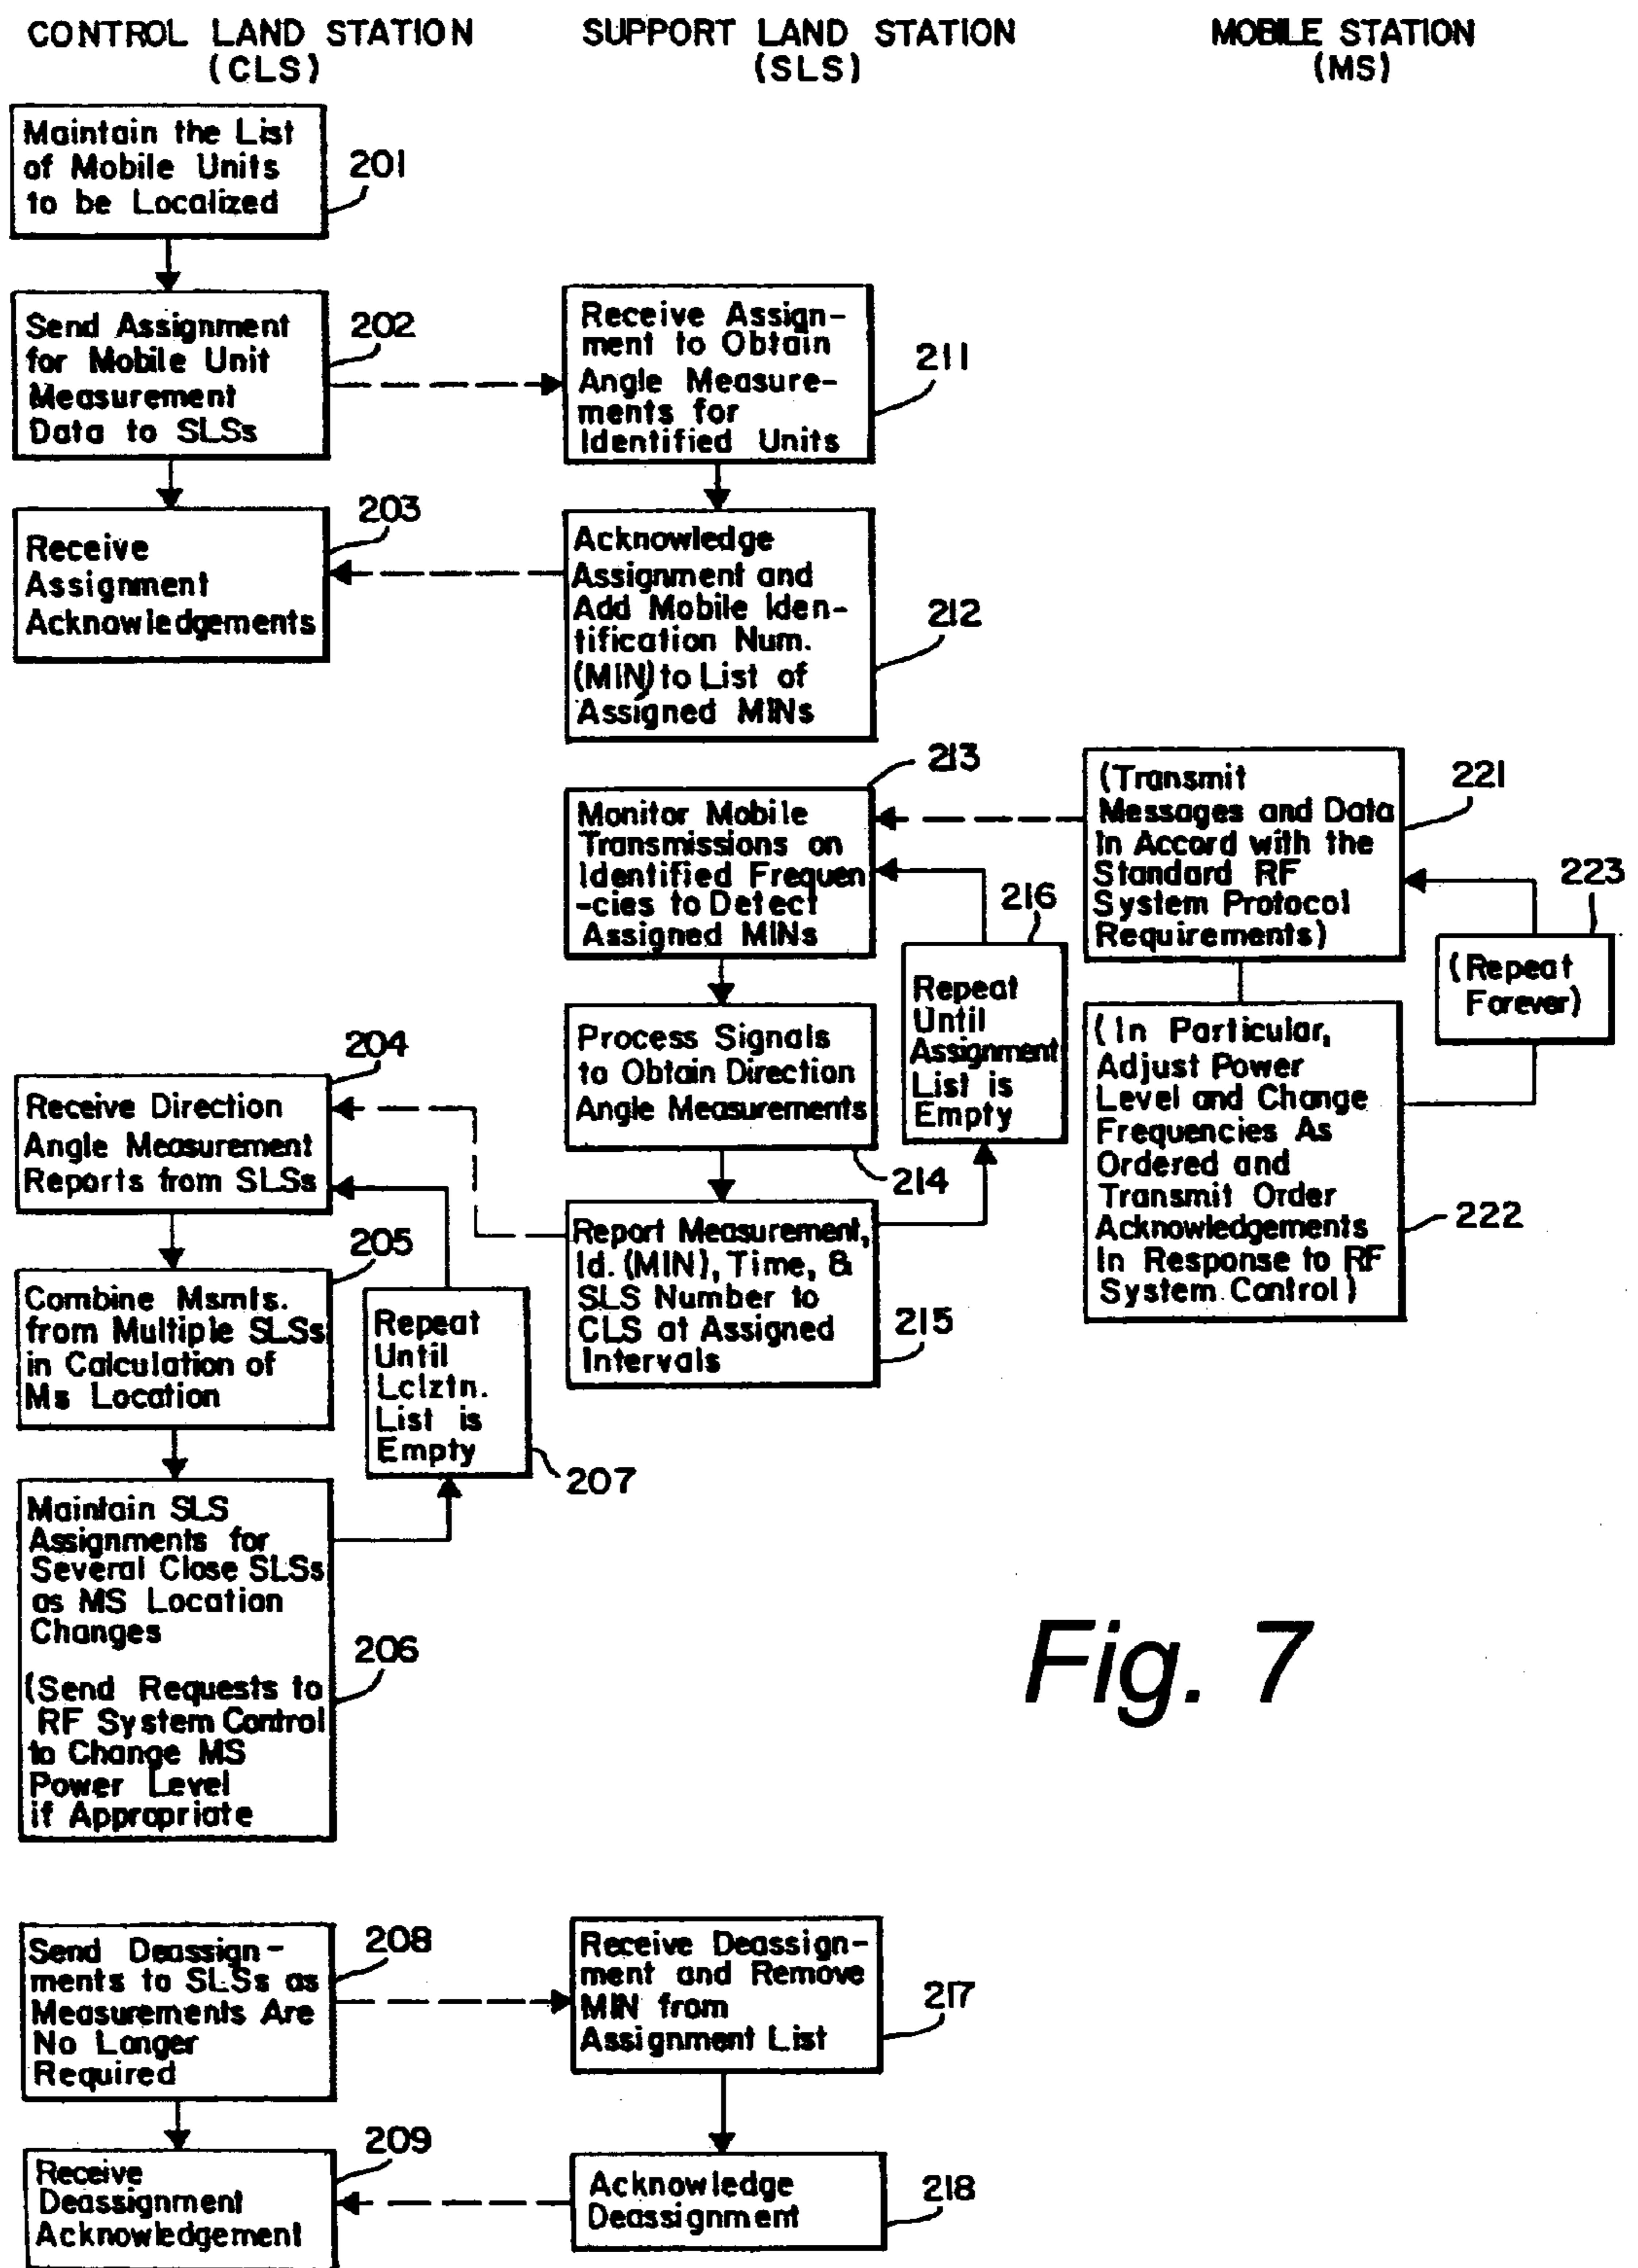 CONTROL LAND STATION
(CLS)
SUPPORT LAND STATION
(SLS)
MOBILE STATION
(MS)
Maintain the List
of Mobile Units
to be Localized
201
Send Assignment
for Mobile Unit
Measurement
Data to SLSs
202
Receive
Assignment
Acknowledgements
203
Receive Assign-
ment to Obtain
Angle Measure-
ments for
Identified Units
211
Acknowledge
Assignment and
Add Mobile Iden-
tification Num.
(MIN) to List of
Assigned MINs
212
Monitor Mobile
Transmissions on
Identified Frequen
-cies to Detect
Assigned MINs
213
Process Signals
to Obtain Direction
Angle Measurements
214
Report Measurement,
Id. (MIN), Time, &
SLS Number to
CLS at Assigned
Intervals
215
Repeat
Until
Assignment
List is
Empty
216
(Transmit
Messages and Data
In Accord with the
Standard RF
System Protocol
Requirements)
221
(In Particular,
Adjust Power
Level and Change
Frequencies As
Ordered and
Transmit Order
Acknowledgements
In Response to RF
System Control)
222
(Repeat
Forever)
223
Receive Direction
Angle Measurement
Reports from SLSs
204
Combine Msmts.
from Multiple SLSs
in Calculation of
Ms Location
205
Maintain SLS
Assignments for
Several Close SLSs
as MS Location
Changes
(Send Requests to
RF System Control
to Change MS
Power Level
if Appropriate
206
Repeat
Until
Lclztn.
List is
Empty
207
Fig. 7
Send Deassign-
ments to SLSs as
Measurements Are
No Longer
Required
208
Receive
Deassignment
Acknowledgement
209
Receive Deassign-
ment and Remove
MIN from
Assignment List
217
Acknowledge
Deassignment
218